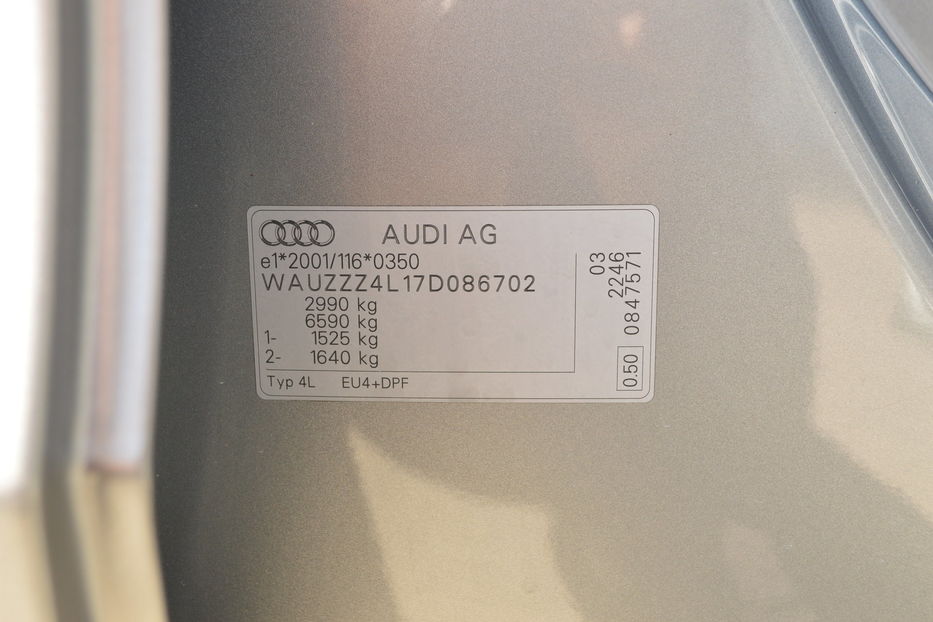 AUDI AG
e1*2001/116*0350
WAUZZZ4L17D086702
2990 kg
6590 kg
1- 1525 kg
2- 1640 kg
Typ 4L EU4+DPF
03
2246
0847571
0.50